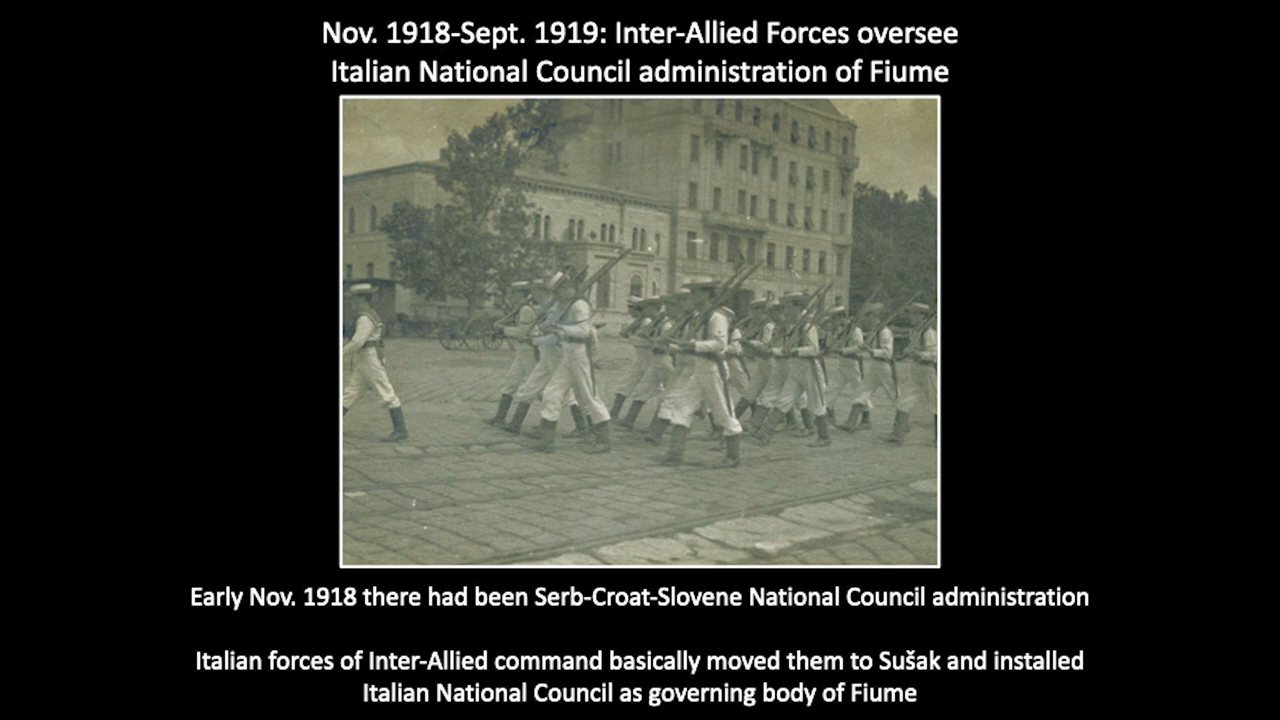 Nov. 1918-Sept. 1919: Inter-Allied Forces oversee
Italian National Council administration of Fiume
Early Nov. 1918 there had been Serb-Croat-Slovene National Council administration
Italian forces of Inter-Allied command basically moved them to Sušak and installed
Italian National Council as governing body of Fiume